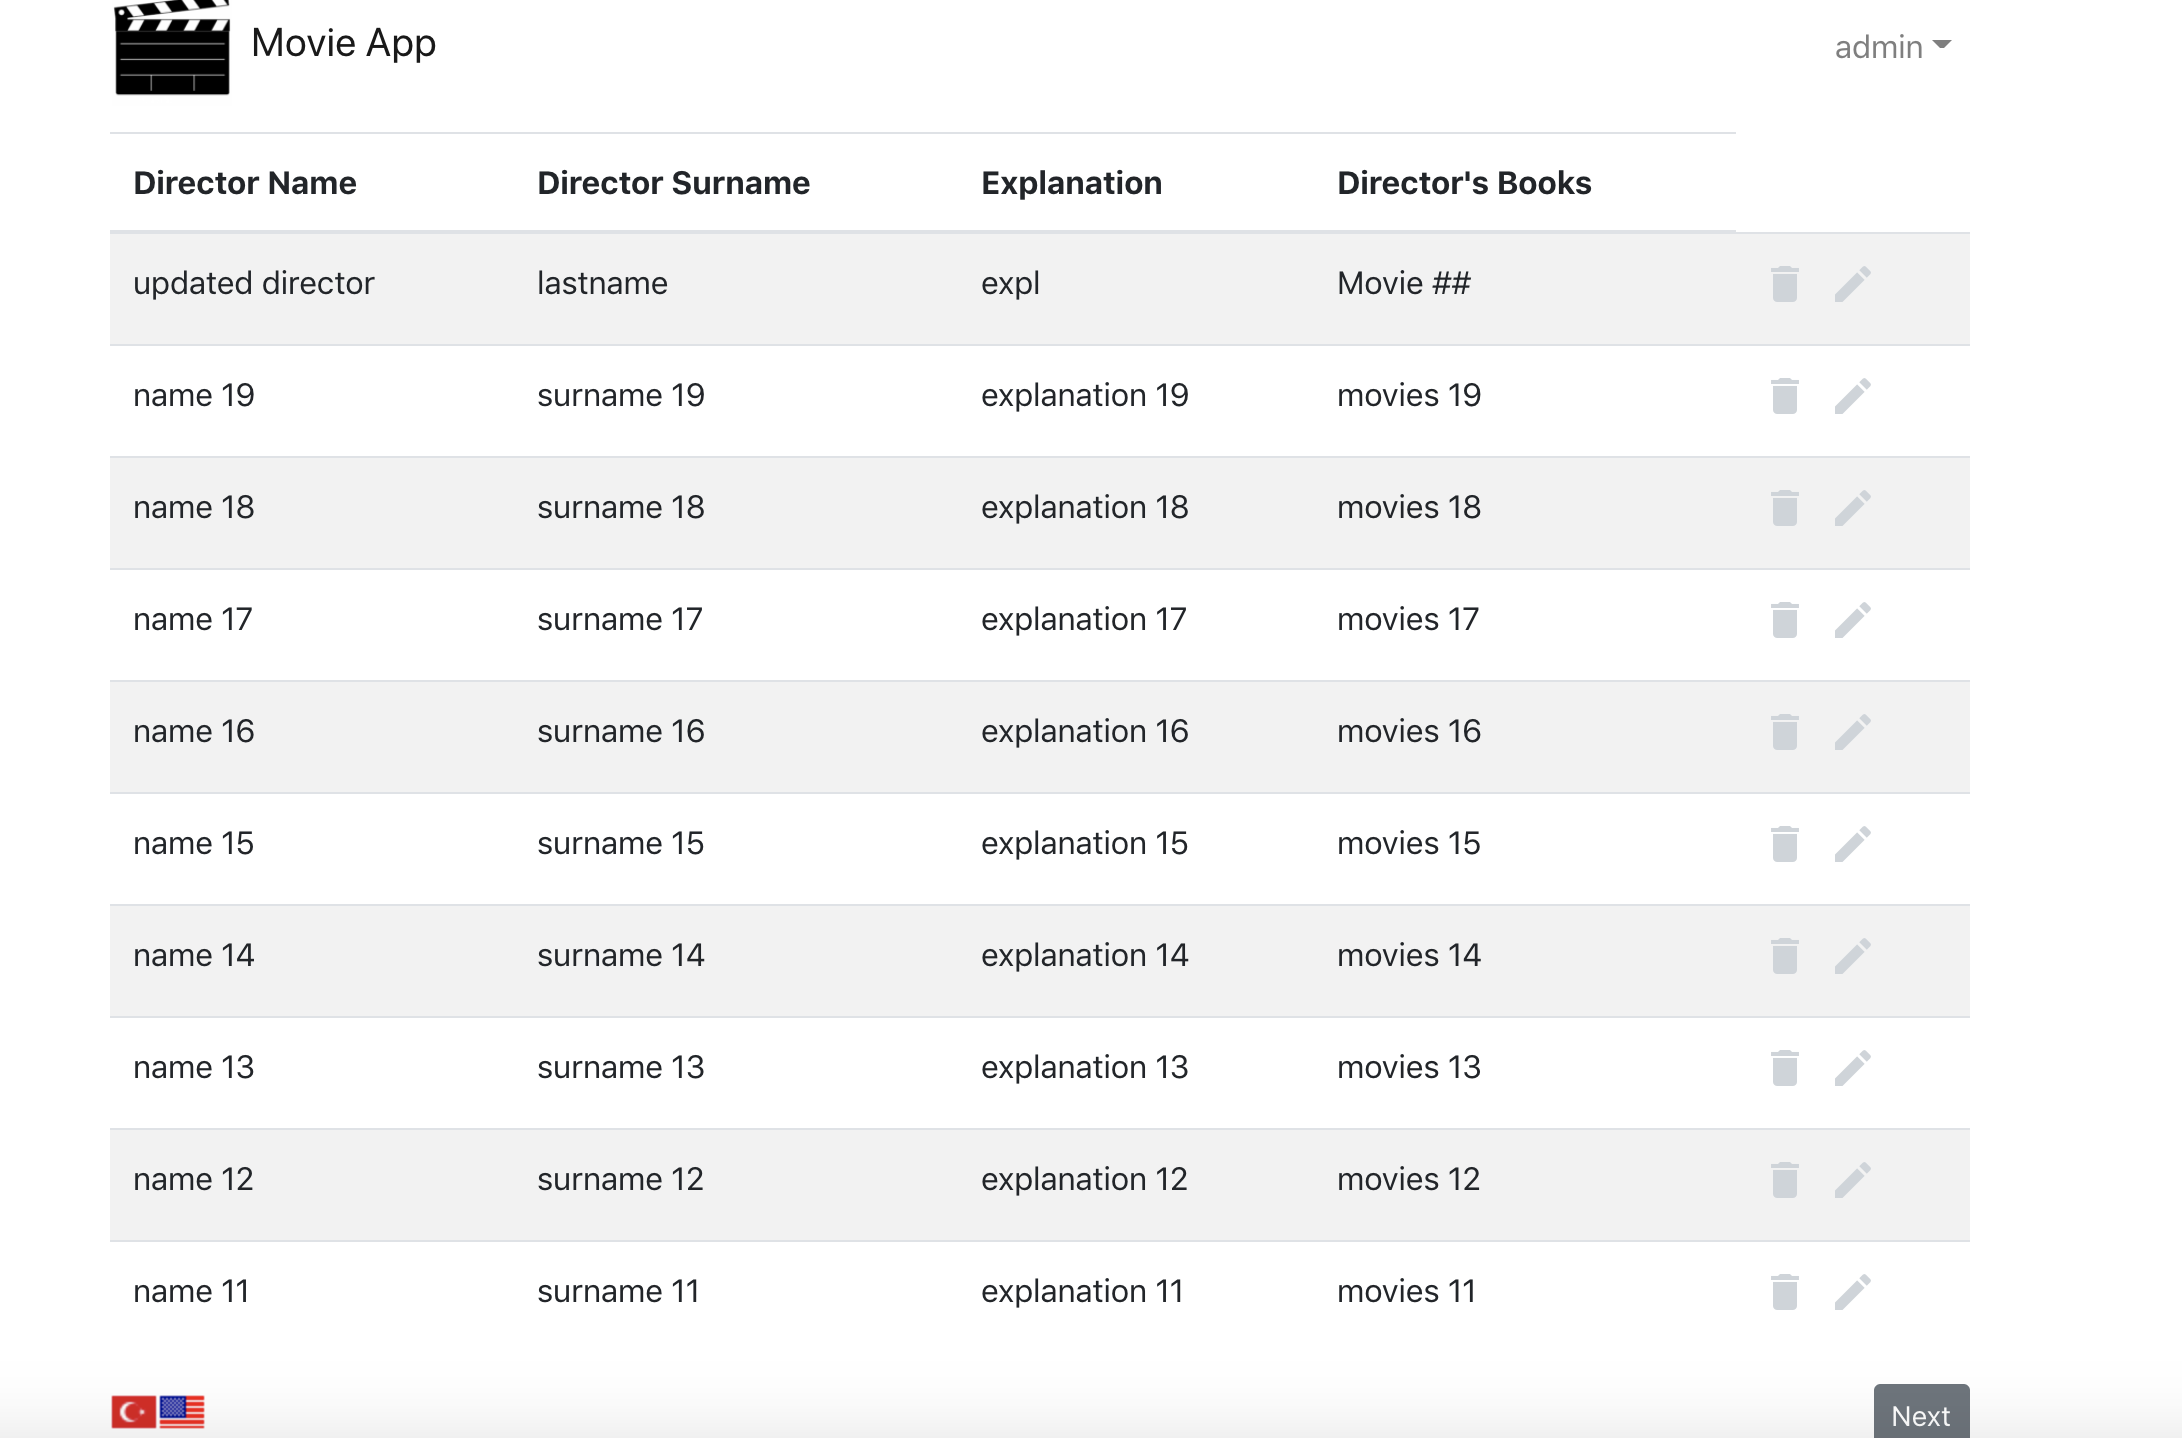 Movie App
admin
Director Name Director Surname Explanation Director's Books
updated director lastname expl Movie ##
name 19 surname 19 explanation 19 movies 19
name 18 surname 18 explanation 18 movies 18
name 17 surname 17 explanation 17 movies 17
name 16 surname 16 explanation 16 movies 16
name 15 surname 15 explanation 15 movies 15
name 14 surname 14 explanation 14 movies 14
name 13 surname 13 explanation 13 movies 13
name 12 surname 12 explanation 12 movies 12
name 11 surname 11 explanation 11 movies 11
Next